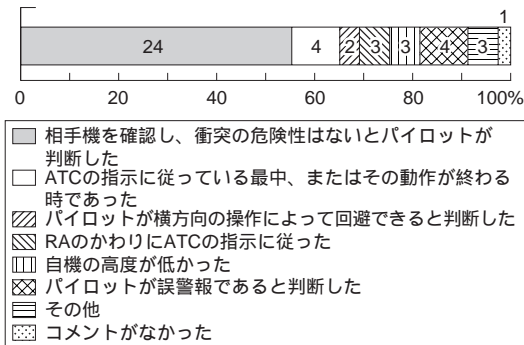 1
24 4 2 3 3 4 3
0 20 40 60 80 100%
相手機を確認し、衝突の危険性はないとパイロットが
判断した
ATCの指示に従っている最中、またはその動作が終わる
時であった
パイロットが横方向の操作によって回避できると判断した
RAのかわりにATCの指示に従った
自機の高度が低かった
パイロットが誤警報であると判断した
その他
コメントがなかった